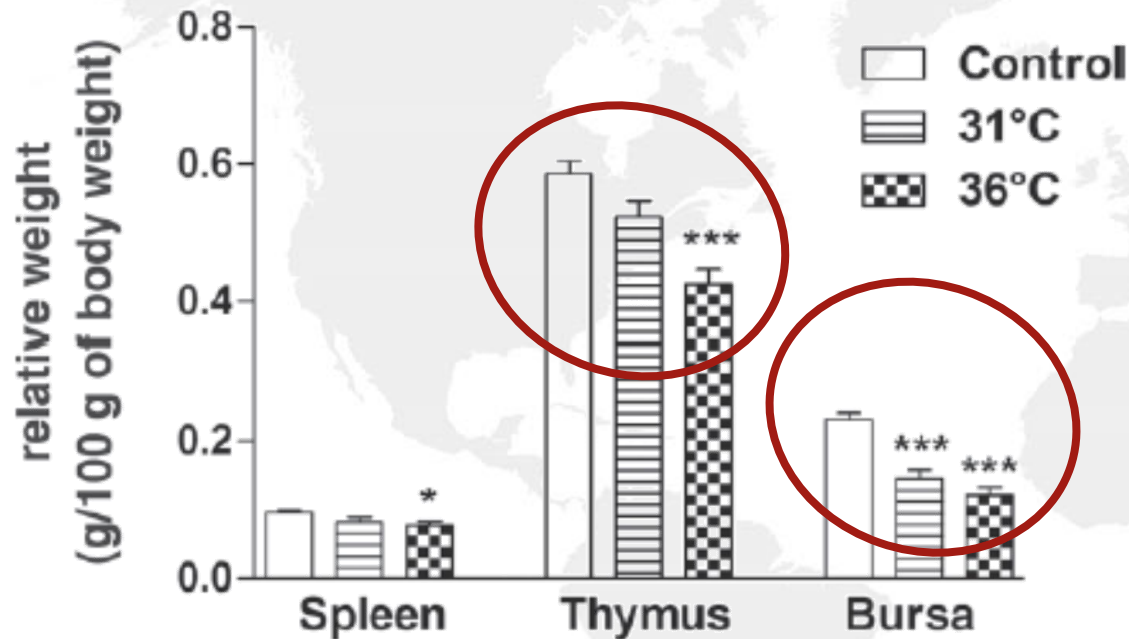 relative weight
(g/100 g of body weight)
0.8
0.6
0.4
0.2
0.0
Control
31°C
36°C
*
***
***
***
Spleen Thymus Bursa